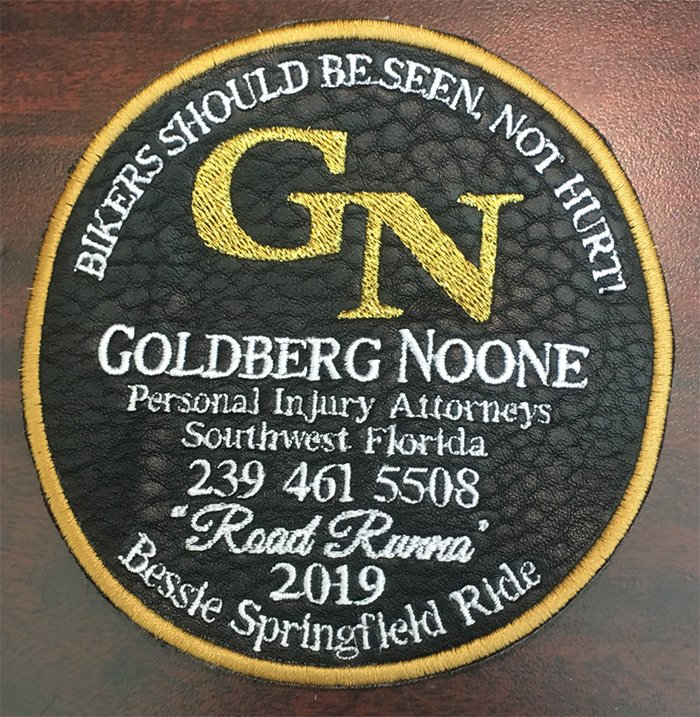 BIKERS SHOULD BE SEEN, NOT HURT!
GN
GOLDBERG NOONE
Personal Injury Attorneys
Southwest Florida
239 461 5508
"Road Runna"
2019
Bessie Springfield Ride